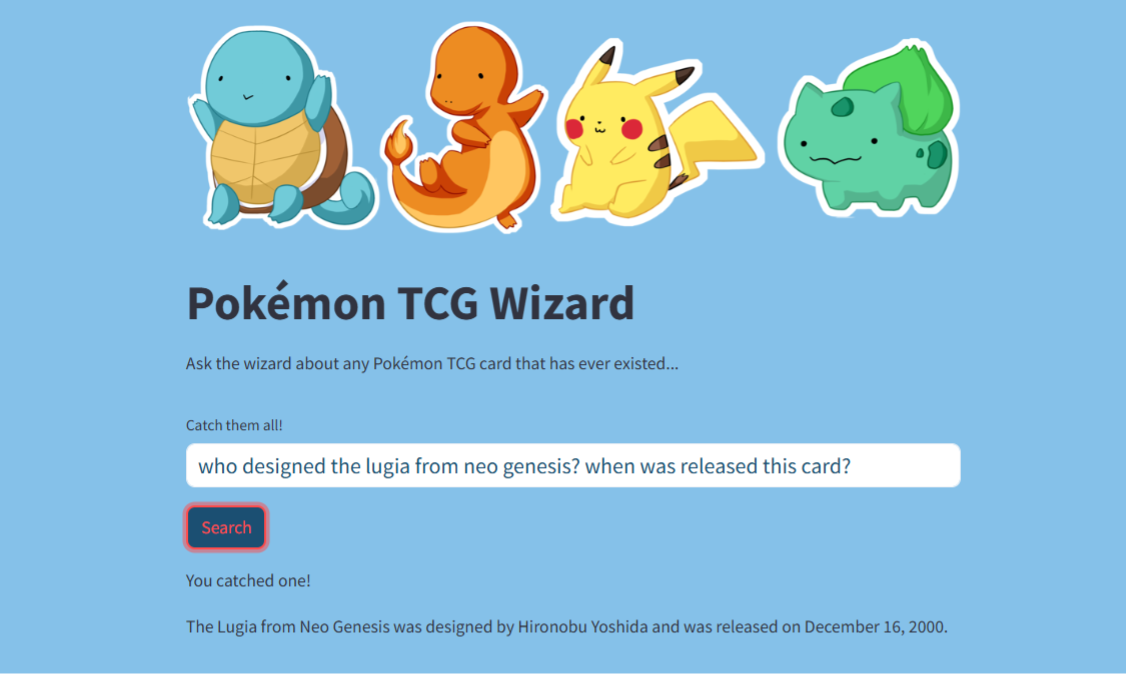 Pokémon TCG Wizard
Ask the wizard about any Pokémon TCG card that has ever existed...
Catch them all!
who designed the lugia from neo genesis? when was released this card?
Search
You catched one!
The Lugia from Neo Genesis was designed by Hironobu Yoshida and was released on December 16, 2000.